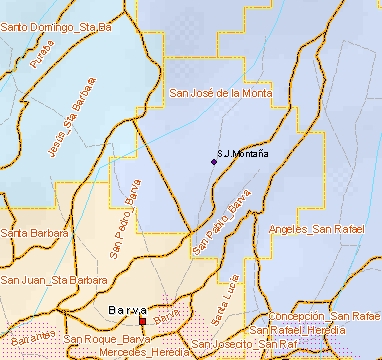 Santo Domingo_Sta.Ba
Puraba
Jesús_Sta Barbara
San José de la Monta
S.J.Montaña
San Pedro_Barva
San Pablo_Barva
Santa Barbara
Angeles_San Rafael
San Juan_Sta Barbara
Santa Lucía
Barva
Barva
Concepción_San Rafae
Barrantes
San Roque_Barva
San Rafael_Heredia
Mercedes_Heredia
San Josecito_San Raf